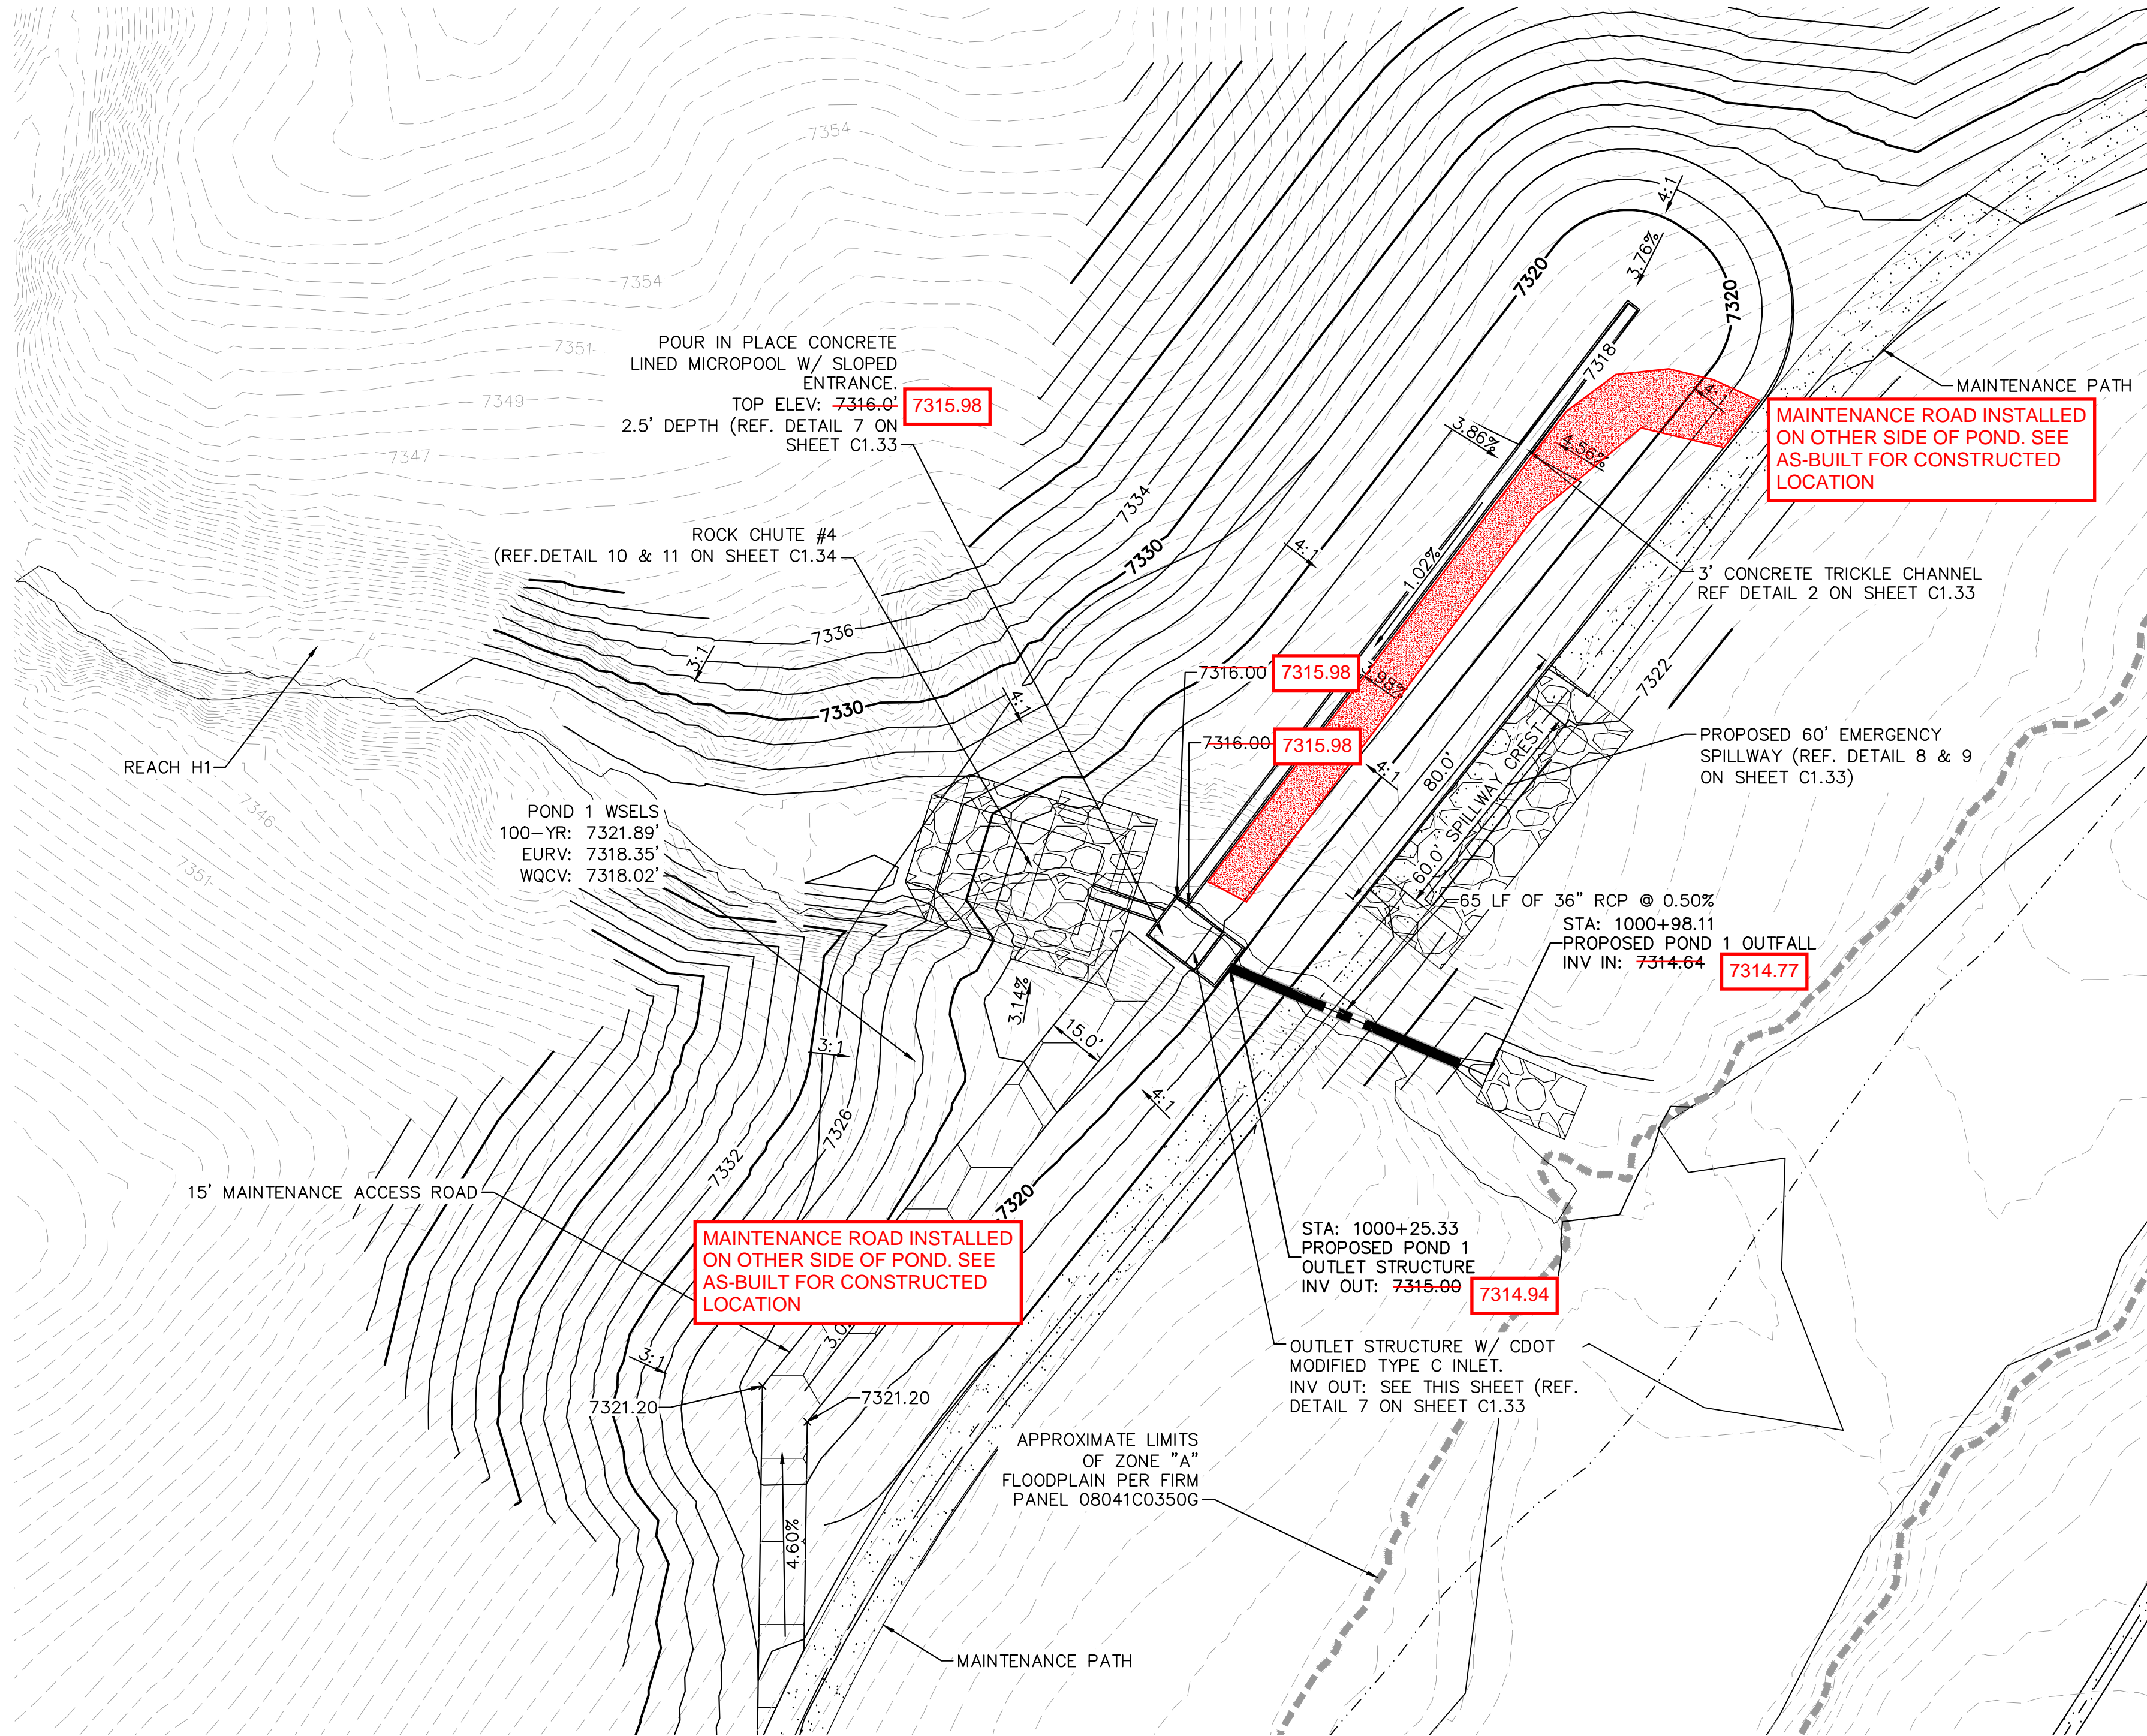 7354
7354
7351
7349
7347
7346
7351
POUR IN PLACE CONCRETE
LINED MICROPOOL W/ SLOPED
ENTRANCE.
TOP ELEV: 7316.0' 7315.98
2.5' DEPTH (REF. DETAIL 7 ON
SHEET C1.33
ROCK CHUTE #4
(REF.DETAIL 10 & 11 ON SHEET C1.34
4:1
3.76%
7320
7320
7318
4:1
3.86%
4.56%
MAINTENANCE PATH
MAINTENANCE ROAD INSTALLED
ON OTHER SIDE OF POND. SEE
AS-BUILT FOR CONSTRUCTED
LOCATION
7334
7330
4:1
1.02%
3' CONCRETE TRICKLE CHANNEL
REF DETAIL 2 ON SHEET C1.33
7336
3:1
7330
4:1
7316.00 7315.98
.98%
7316.00 7315.98
4:1
80.0'
7322
60.0' SPILLWAY CREST
PROPOSED 60' EMERGENCY
SPILLWAY (REF. DETAIL 8 & 9
ON SHEET C1.33)
REACH H1
POND 1 WSELS
100-YR: 7321.89'
EURV: 7318.35'
WQCV: 7318.02'
65 LF OF 36" RCP @ 0.50%
STA: 1000+98.11
PROPOSED POND 1 OUTFALL
INV IN: 7314.64 7314.77
3.14%
15.0'
3:1
4:1
7326
7332
15' MAINTENANCE ACCESS ROAD
7320
MAINTENANCE ROAD INSTALLED
ON OTHER SIDE OF POND. SEE
AS-BUILT FOR CONSTRUCTED
LOCATION
STA: 1000+25.33
PROPOSED POND 1
OUTLET STRUCTURE
INV OUT: 7315.00 7314.94
3.0
3:1
OUTLET STRUCTURE W/ CDOT
MODIFIED TYPE C INLET.
INV OUT: SEE THIS SHEET (REF.
DETAIL 7 ON SHEET C1.33
7321.20
7321.20
APPROXIMATE LIMITS
OF ZONE "A"
FLOODPLAIN PER FIRM
PANEL 08041C0350G
4.60%
MAINTENANCE PATH